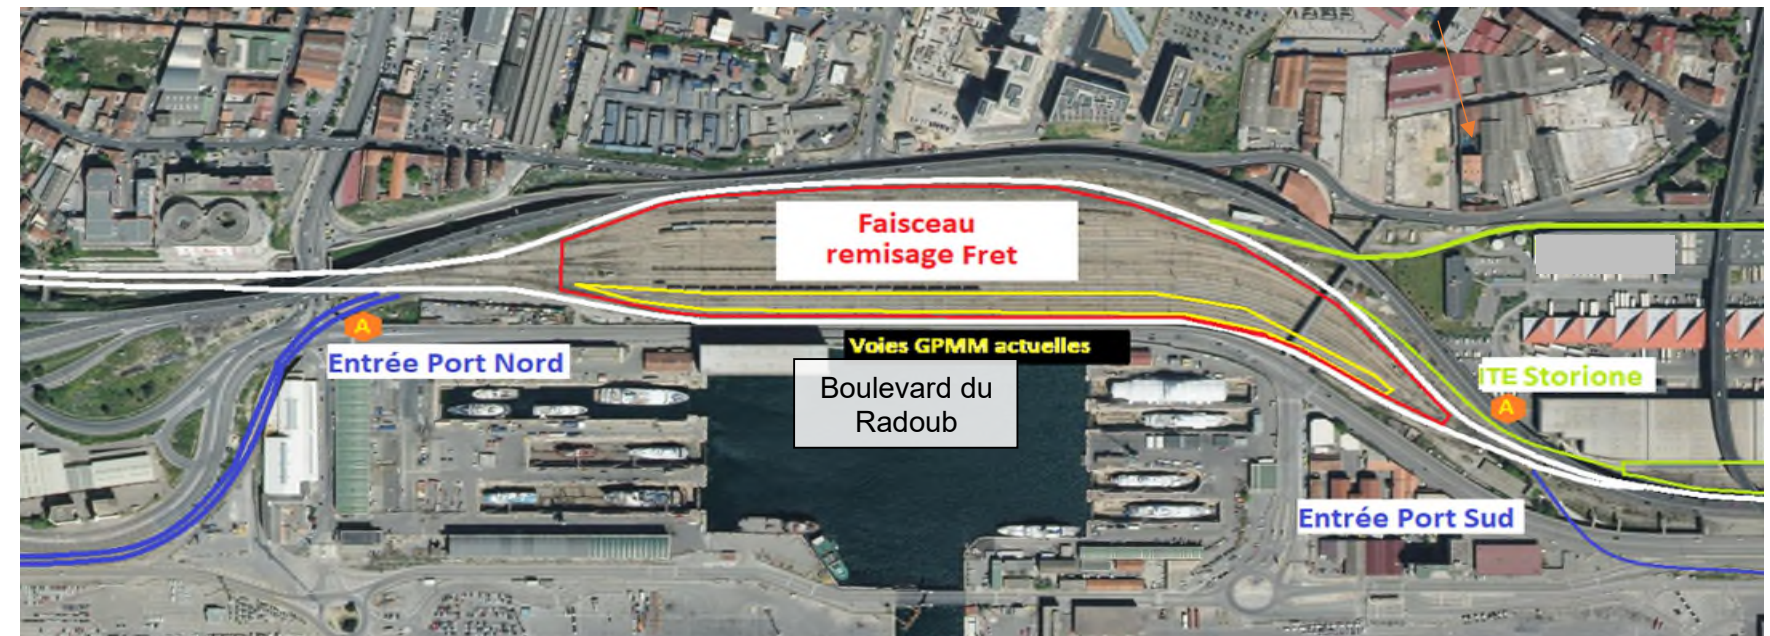 Faisceau
remisage Fret
A
Entrée Port Nord
Voies GPMM actuelles
Boulevard du
Radoub
ITE Storione
A
Entrée Port Sud